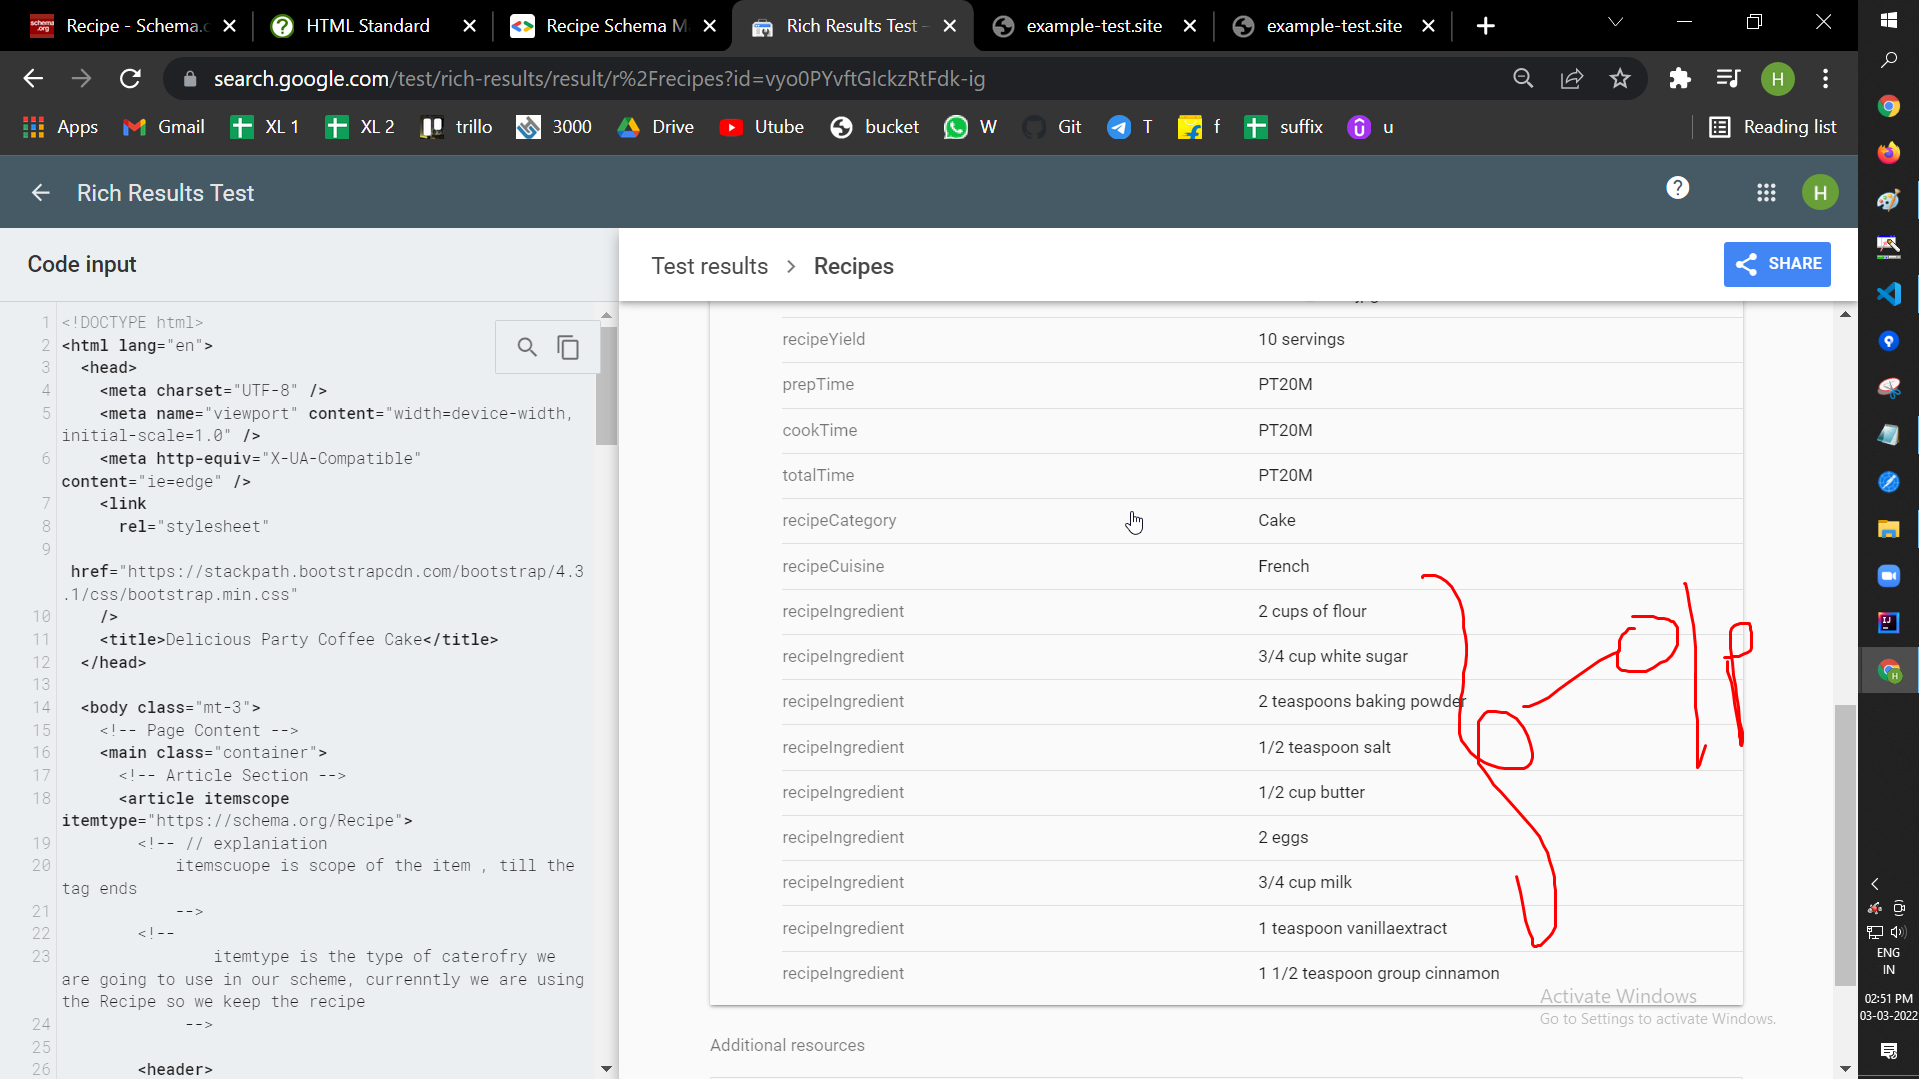 Recipe - Schema.o
HTML Standard
Recipe Schema M
Rich Results Test -
example-test.site
example-test.site
search.google.com/test/rich-results/result/r%2Frecipes?id=vyo0PYvftGIckzRtFdk-ig
H
Apps
Gmail
XL 1
XL 2
trillo
3000
Drive
Utube
bucket
W
Git
T
f
suffix
u
Reading list
Rich Results Test
H
Code input
Test results > Recipes
SHARE
1 <!DOCTYPE html>
2 <html lang="en">
3 <head>
4 <meta charset="UTF-8" />
5 <meta name="viewport" content="width=device-width,
initial-scale=1.0" />
6 <meta http-equiv="X-UA-Compatible"
content="ie=edge" />
7 <link
8 rel="stylesheet"
9
href="https://stackpath.bootstrapcdn.com/bootstrap/4.3
.1/css/bootstrap.min.css"
10 />
11 <title>Delicious Party Coffee Cake</title>
12 </head>
13
14 <body class="mt-3">
15 <!-- Page Content -->
16 <main class="container">
17 <!-- Article Section -->
18 <article itemscope
itemtype="https://schema.org/Recipe">
19 <!-- // explaniation
20 itemscuope is scope of the item , till the
tag ends
21 -->
22 <!--
23 itemtype is the type of caterofry we
are going to use in our scheme, currenntly we are using
the Recipe so we keep the recipe
24 -->
25
26 <header>
recipeYield 10 servings
prepTime PT20M
cookTime PT20M
totalTime PT20M
recipeCategory Cake
recipeCuisine French
recipeIngredient 2 cups of flour
recipeIngredient 3/4 cup white sugar
recipeIngredient 2 teaspoons baking powder
recipeIngredient 1/2 teaspoon salt
recipeIngredient 1/2 cup butter
recipeIngredient 2 eggs
recipeIngredient 3/4 cup milk
recipeIngredient 1 teaspoon vanillaextract
recipeIngredient 1 1/2 teaspoon group cinnamon
Additional resources
Activate Windows
Go to Settings to activate Windows.
ENG
IN
02:51 PM
03-03-2022